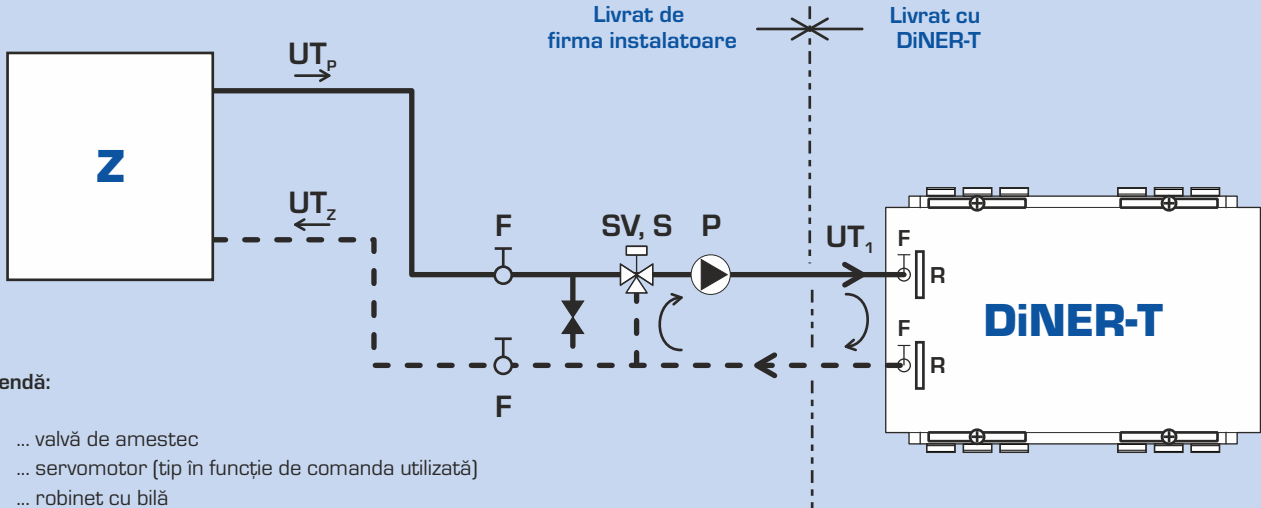 Livrat de
firma instalatoare
Livrat cu
DiNER-T
UTP
z
UTZ
F
SV, S
P
UT1
F
R
DiNER-T
F
R
F
endă:
... valvă de amestec
... servomotor (tip în funcție de comanda utilizată)
... robinet cu bilă